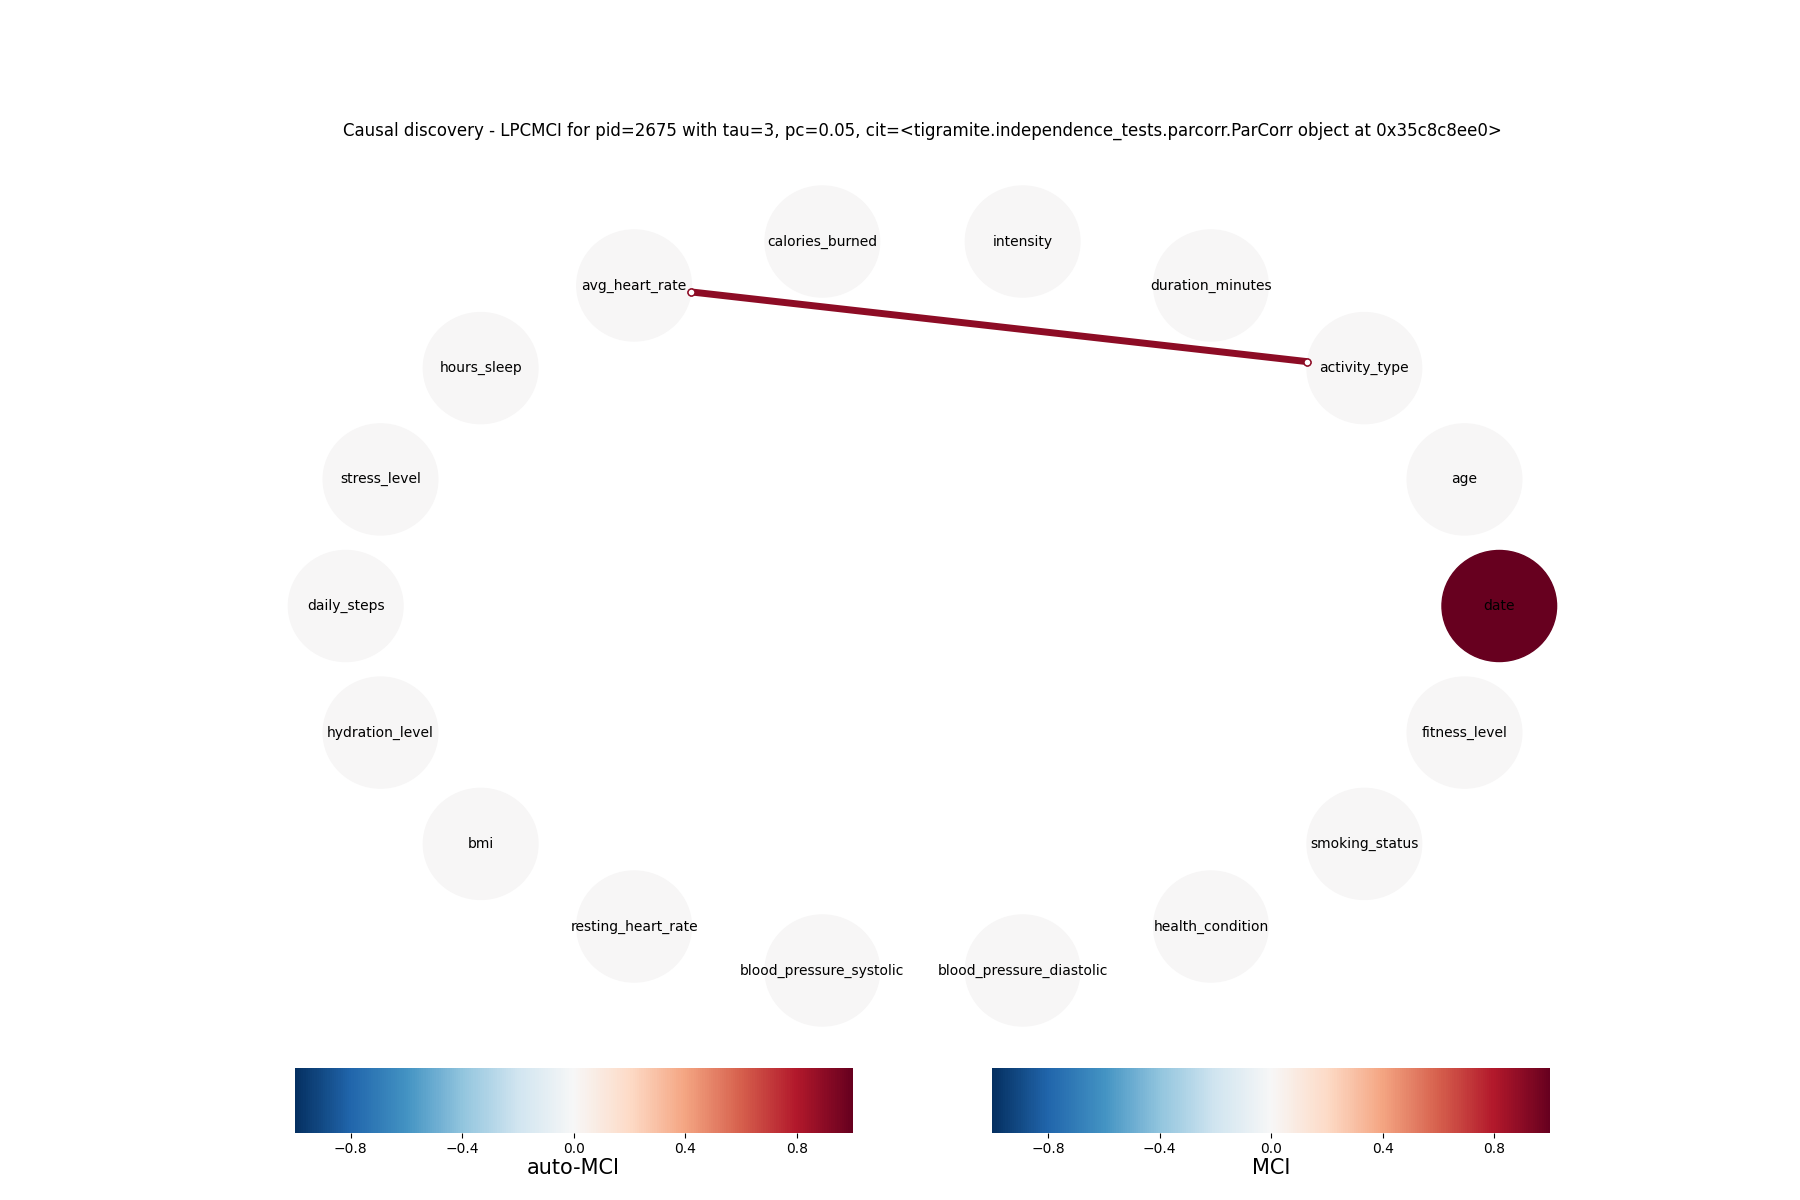 Causal discovery - LPCMCI for pid=2675 with tau=3, pc=0.05, cit=<tigramite.independence_tests.parcorr.ParCorr object at 0x35c8c8ee0>
calories_burned
intensity
avg_heart_rate
duration_minutes
hours_sleep
activity_type
stress_level
age
daily_steps
date
hydration_level
fitness_level
bmi
smoking_status
resting_heart_rate
health_condition
blood_pressure_systolic
blood_pressure_diastolic
−0.8 −0.4 0.0 0.4 0.8
auto-MCI
−0.8 −0.4 0.0 0.4 0.8
MCI